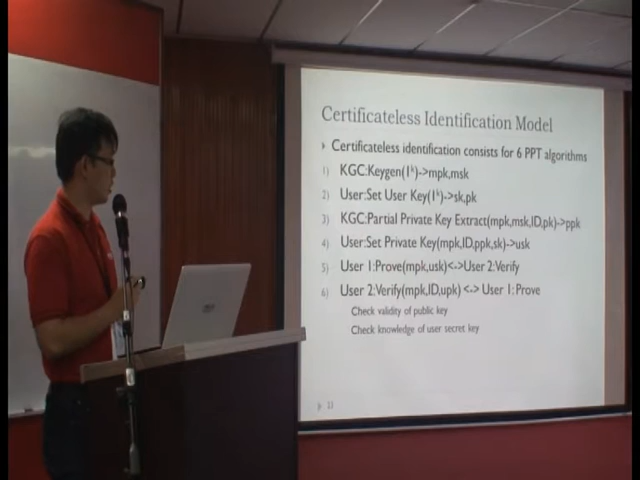 Certificateless Identification Model
Certificateless identification consists for 6 PPT algorithms
1) KGC:Keygen(1ᵏ)->mpk,msk
2) User:Set User Key(1ᵏ)->sk,pk
3) KGC:Partial Private Key Extract(mpk,msk,ID,pk)->ppk
4) User:Set Private Key(mpk,ID,ppk,sk)->usk
5) User 1:Prove(mpk,usk)<->User 2:Verify
6) User 2:Verify(mpk,ID,upk) <-> User 1: Prove
Check validity of public key
Check knowledge of user secret key